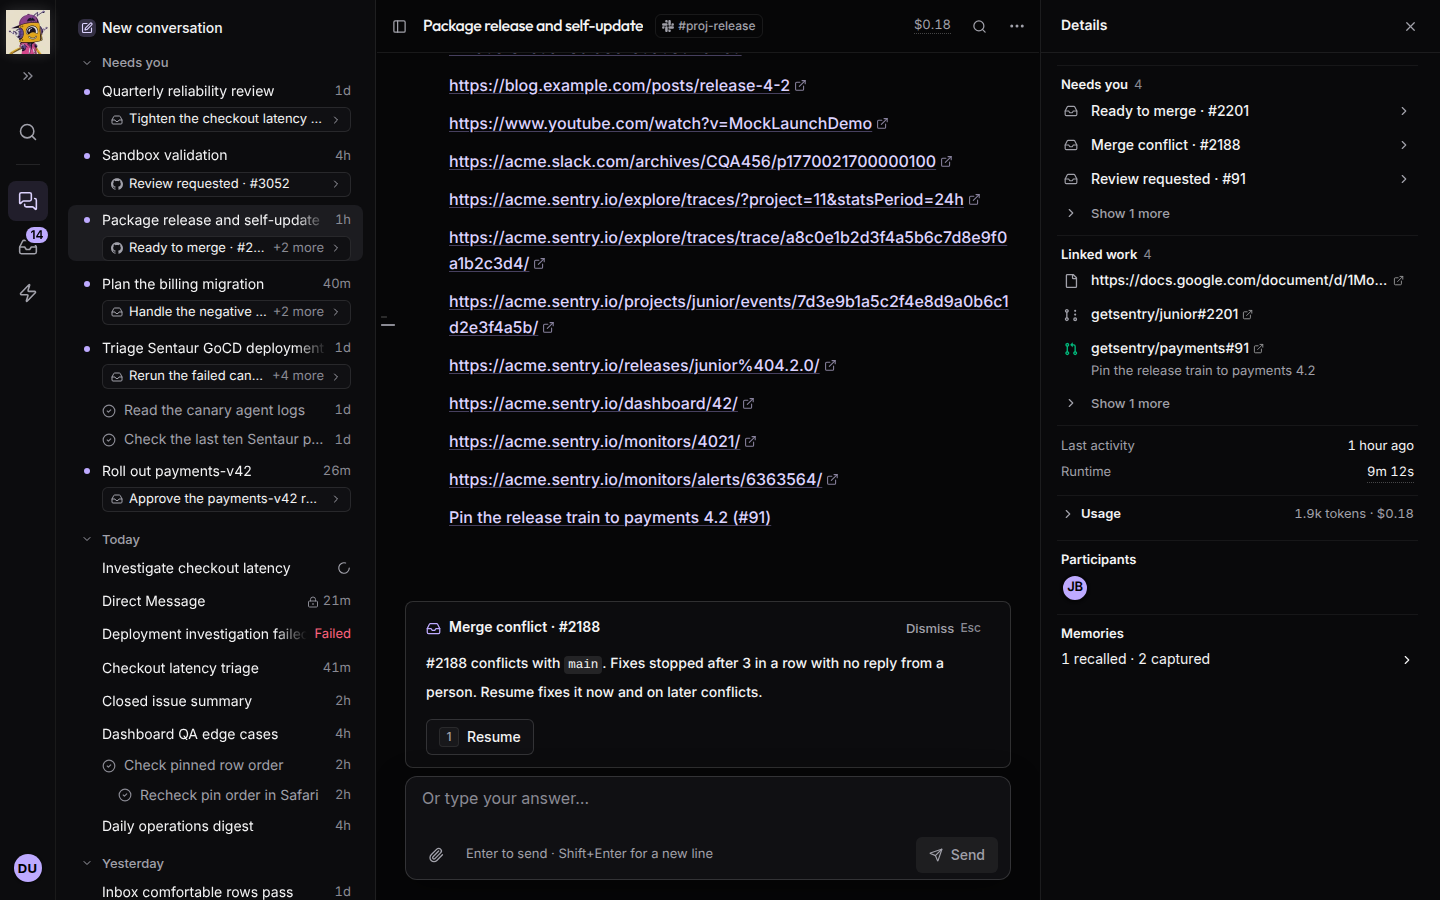 New conversation
Needs you
Quarterly reliability review 1d
Tighten the checkout latency ...
Sandbox validation 4h
Review requested · #3052
Package release and self-update 1h
Ready to merge · #2... +2 more
14
Plan the billing migration 40m
Handle the negative ... +2 more
Triage Sentaur GoCD deployment 1d
Rerun the failed can... +4 more
Read the canary agent logs 1d
Check the last ten Sentaur p... 1d
Roll out payments-v42 26m
Approve the payments-v42 r...
Today
Investigate checkout latency
Direct Message 21m
Deployment investigation failed Failed
Checkout latency triage 41m
Closed issue summary 2h
Dashboard QA edge cases 4h
Check pinned row order 2h
Recheck pin order in Safari 2h
Daily operations digest 4h
Yesterday
Inbox comfortable rows pass 1d
DU
Package release and self-update #proj-release $0.18
https://blog.example.com/posts/release-4-2
https://www.youtube.com/watch?v=MockLaunchDemo
https://acme.slack.com/archives/CQA456/p1770021700000100
https://acme.sentry.io/explore/traces/?project=11&statsPeriod=24h
https://acme.sentry.io/explore/traces/trace/a8c0e1b2d3f4a5b6c7d8e9f0
a1b2c3d4/
https://acme.sentry.io/projects/junior/events/7d3e9b1a5c2f4e8d9a0b6c1
d2e3f4a5b/
https://acme.sentry.io/releases/junior%404.2.0/
https://acme.sentry.io/dashboard/42/
https://acme.sentry.io/monitors/4021/
https://acme.sentry.io/monitors/alerts/6363564/
Pin the release train to payments 4.2 (#91)
Merge conflict · #2188 Dismiss Esc
#2188 conflicts with main. Fixes stopped after 3 in a row with no reply from a
person. Resume fixes it now and on later conflicts.
1 Resume
Or type your answer...
Enter to send · Shift+Enter for a new line Send
Details
Needs you 4
Ready to merge · #2201
Merge conflict · #2188
Review requested · #91
Show 1 more
Linked work 4
https://docs.google.com/document/d/1Mo...
getsentry/junior#2201
getsentry/payments#91
Pin the release train to payments 4.2
Show 1 more
Last activity 1 hour ago
Runtime 9m 12s
Usage 1.9k tokens · $0.18
Participants
JB
Memories
1 recalled · 2 captured